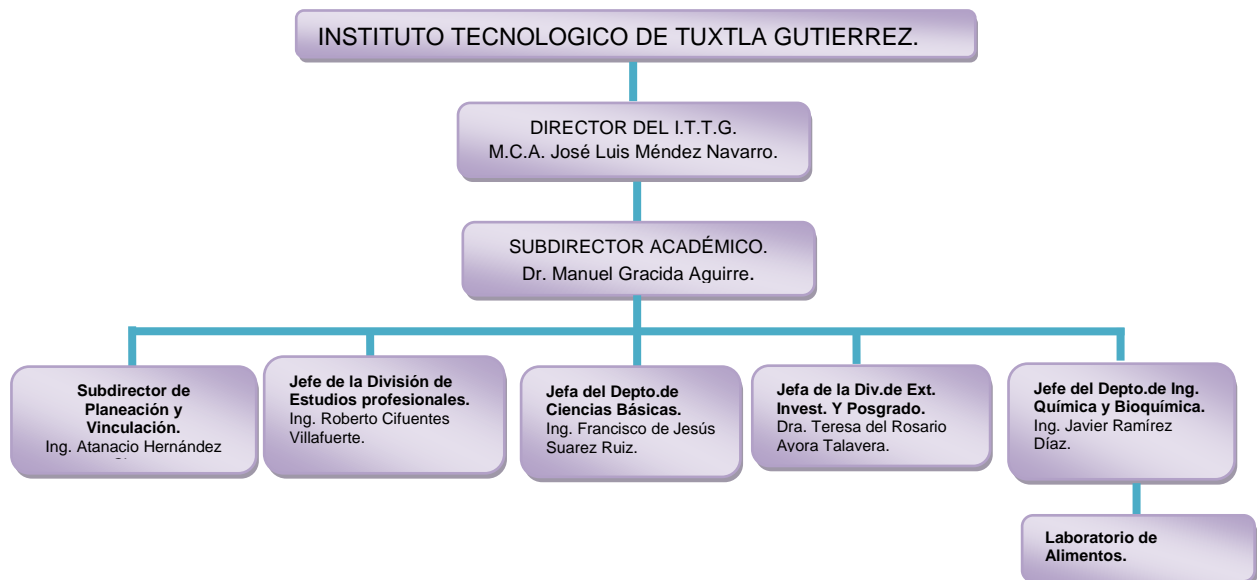 INSTITUTO TECNOLOGICO DE TUXTLA GUTIERREZ.
DIRECTOR DEL I.T.T.G.
M.C.A. José Luis Méndez Navarro.
SUBDIRECTOR ACADÉMICO.
Dr. Manuel Gracida Aguirre.
Subdirector de
Planeación y
Vinculación.
Ing. Atanacio Hernández
Jefe de la División de
Estudios profesionales.
Ing. Roberto Cifuentes
Villafuerte.
Jefa del Depto.de
Ciencias Básicas.
Ing. Francisco de Jesús
Suarez Ruiz.
Jefa de la Div.de Ext.
Invest. Y Posgrado.
Dra. Teresa del Rosario
Ayora Talavera.
Jefe del Depto.de Ing.
Química y Bioquímica.
Ing. Javier Ramírez
Díaz.
Laboratorio de
Alimentos.